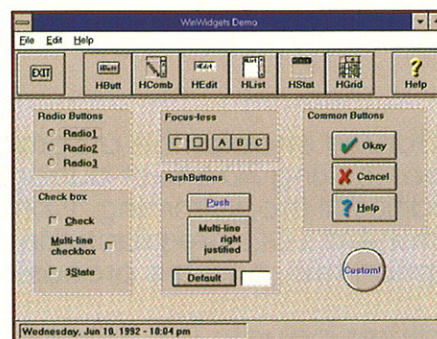 WinWidgets Demo
File Edit Help
EXIT
HButt
HButt HComb HEdit HList HStat HGrid Help
HEdit
Radio Buttons
Radio1
Radio2
Radio3
Check box
Check
Multi-line
checkbox
3State
Focus-less
A B C
PushButtons
Push
Multi-line
right
justified
Default
Common Buttons
Okay
Cancel
Help
Custom!
Wednesday, Jun 10, 1992 - 10:04 pm